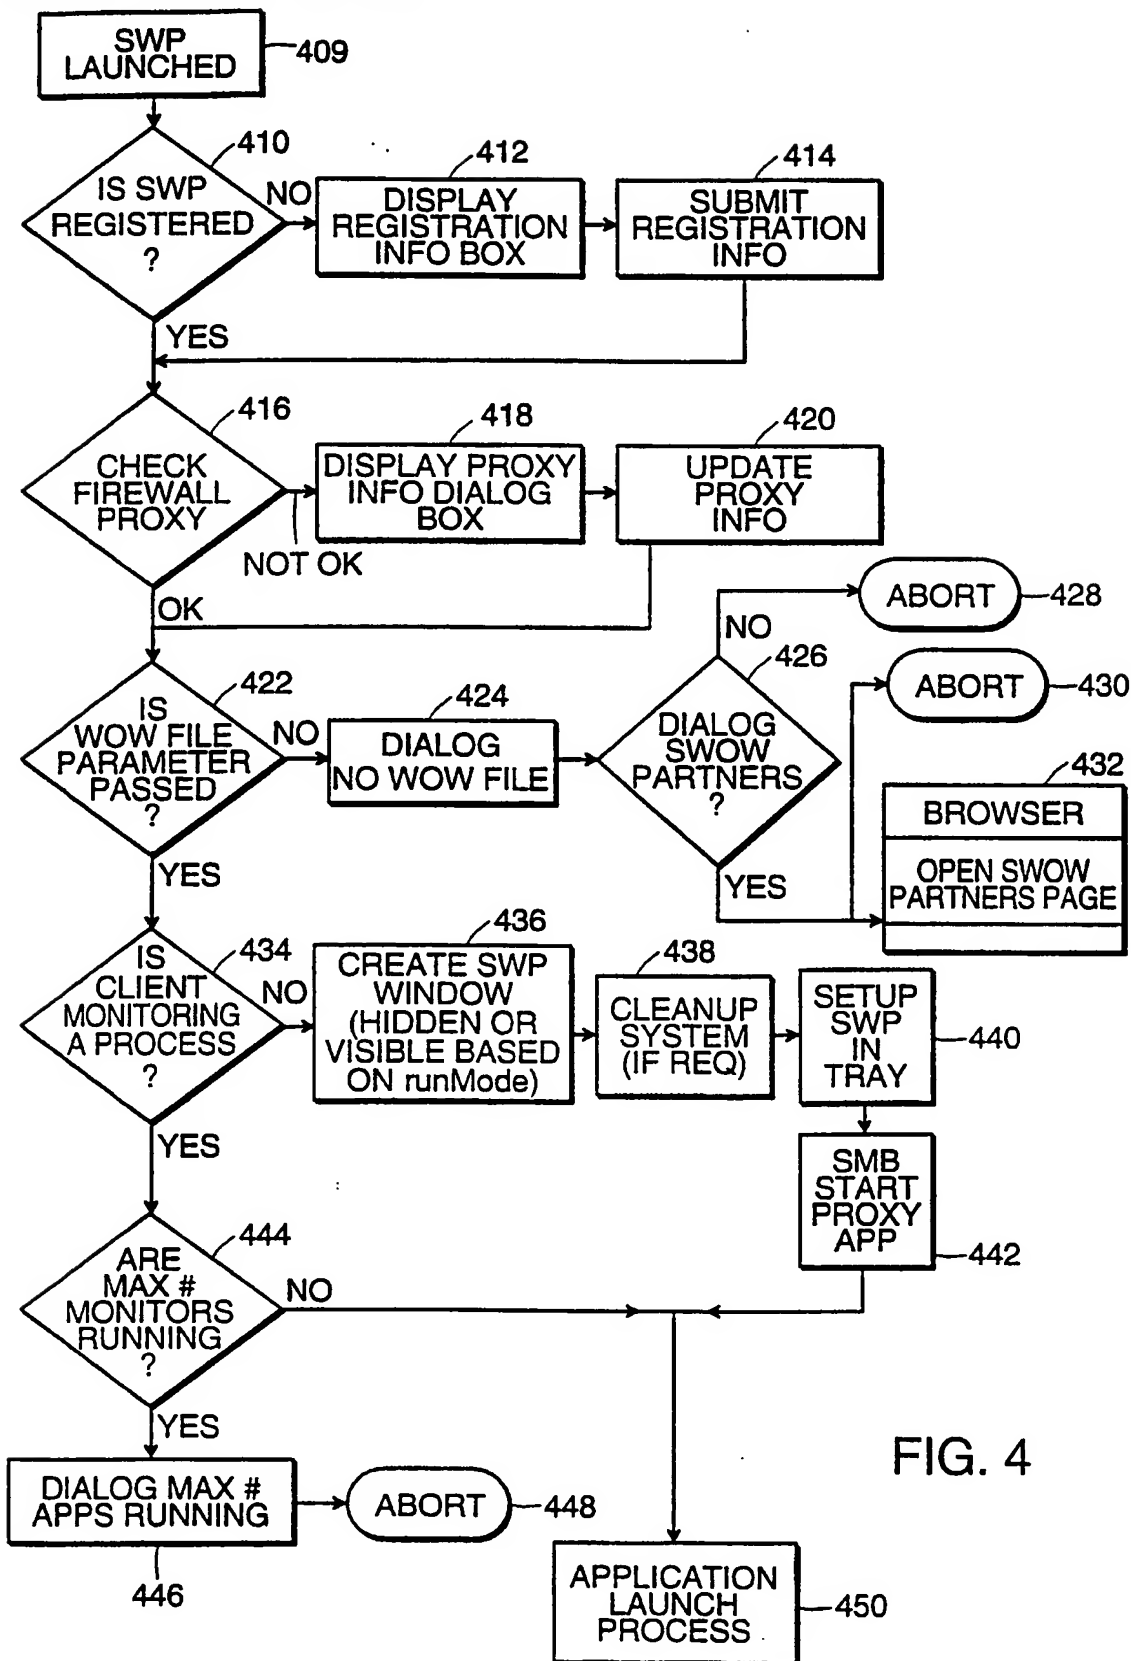 SWP
LAUNCHED
409
410
IS SWP
REGISTERED
?
NO
412
DISPLAY
REGISTRATION
INFO BOX
414
SUBMIT
REGISTRATION
INFO
YES
416
CHECK
FIREWALL
PROXY
NOT OK
418
DISPLAY PROXY
INFO DIALOG
BOX
420
UPDATE
PROXY
INFO
OK
422
IS
WOW FILE
PARAMETER
PASSED
?
NO
424
DIALOG
NO WOW FILE
426
DIALOG
SWOW
PARTNERS
?
NO
ABORT
428
ABORT
430
YES
432
BROWSER
OPEN SWOW
PARTNERS PAGE
YES
434
IS
CLIENT
MONITORING
A PROCESS
?
NO
436
CREATE SWP
WINDOW
(HIDDEN OR
VISIBLE BASED
ON runMode)
438
CLEANUP
SYSTEM
(IF REQ)
SETUP
SWP
IN
TRAY
440
SMB
START
PROXY
APP
442
YES
444
ARE
MAX #
MONITORS
RUNNING
?
NO
YES
DIALOG MAX #
APPS RUNNING
446
ABORT
448
APPLICATION
LAUNCH
PROCESS
450
FIG. 4